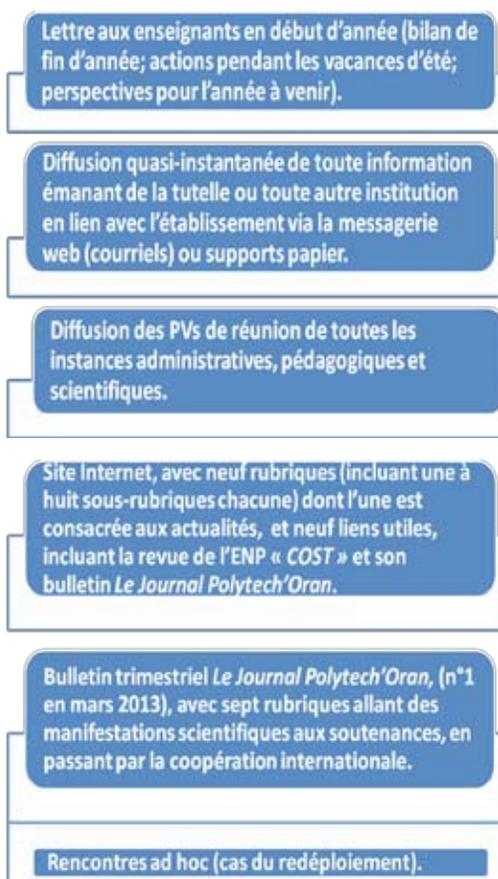 Lettre aux enseignants en début d'année (bilan de
fin d'année; actions pendant les vacances d'été;
perspectives pour l'année à venir).
Diffusion quasi-instantanée de toute information
émanant de la tutelle ou toute autre institution
en lien avec l'établissement via la messagerie
web (courriels) ou supports papier.
Diffusion des PVs de réunion de toutes les
instances administratives, pédagogiques et
scientifiques.
Site Internet, avec neuf rubriques (incluant une à
huit sous-rubriques chacune) dont l'une est
consacrée aux actualités, et neuf liens utiles,
incluant la revue de l'ENP « COST » et son
bulletin Le Journal Polytech'Oran.
Bulletin trimestriel Le Journal Polytech'Oran, (n°1
en mars 2013), avec sept rubriques allant des
manifestations scientifiques aux soutenances, en
passant par la coopération internationale.
Rencontres ad hoc (cas du redéploiement).